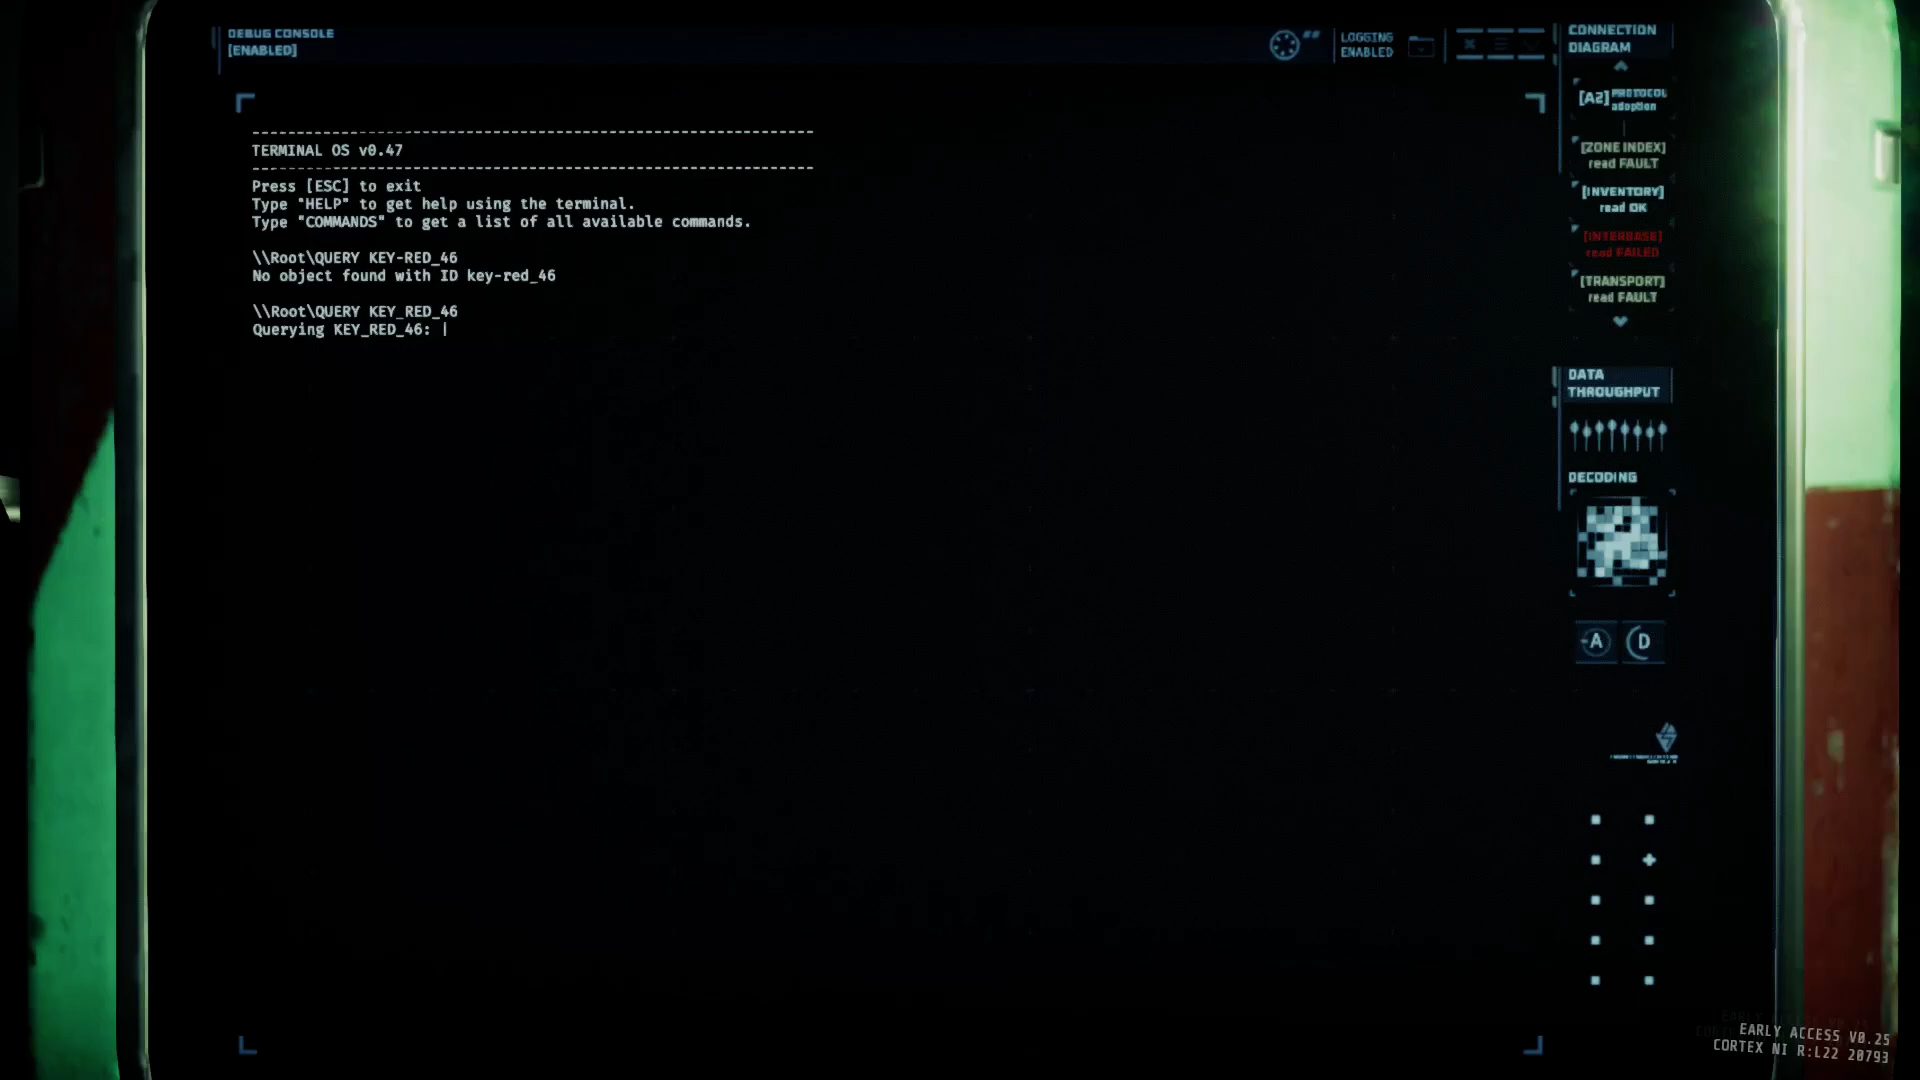 DEBUG CONSOLE
[ENABLED]
LOGGING
ENABLED
--------------------------------------------------------------
TERMINAL OS v0.47
--------------------------------------------------------------
Press [ESC] to exit
Type "HELP" to get help using the terminal.
Type "COMMANDS" to get a list of all available commands.
\\Root\QUERY KEY-RED_46
No object found with ID key-red_46
\\Root\QUERY KEY_RED_46
Querying KEY_RED_46: |
CONNECTION
DIAGRAM
[A2] PROTOCOL
adoption
[ZONE INDEX]
read FAULT
[INVENTORY]
read OK
[INTERBASE]
read FAILED
[TRANSPORT]
read FAULT
DATA
THROUGHPUT
DECODING
A D
EARLY ACCESS V0.25
CORTEX NI R:L22 20793